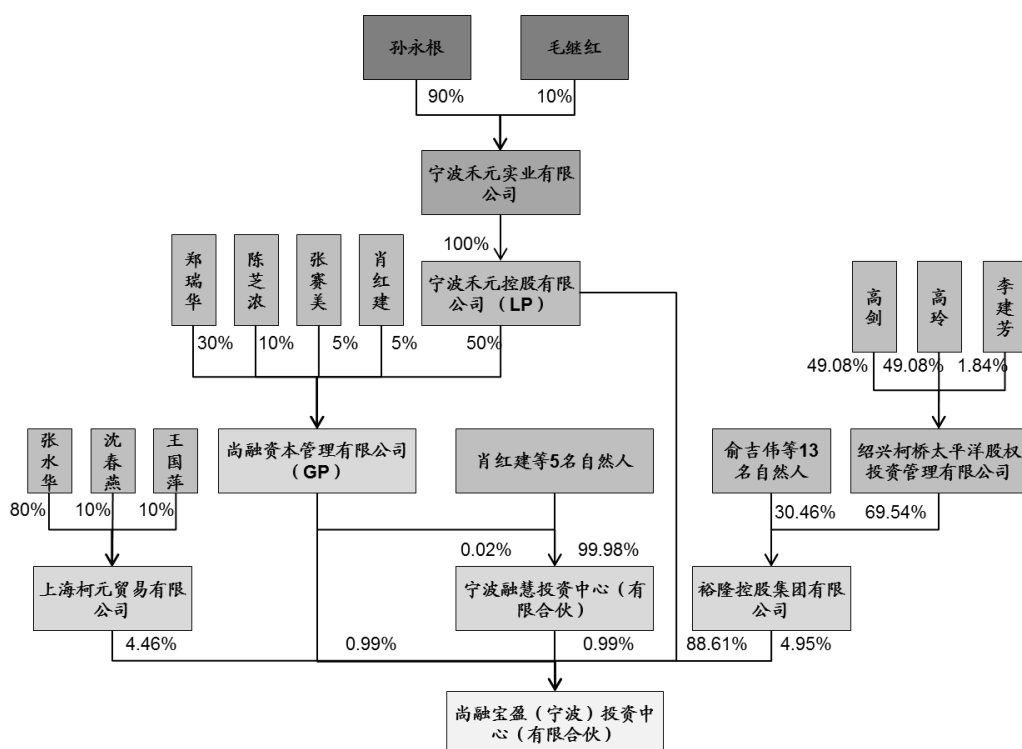 孙永根
毛继红
90%
10%
宁波禾元实业有限
公司
100%
郑瑞华
陈芝浓
张赛美
肖红建
宁波禾元控股有限
公司（LP）
高剑
高玲
李建芳
30%
10%
5%
5%
50%
49.08%
49.08%
1.84%
张水华
沈春燕
王国萍
尚融资本管理有限公司
（GP）
肖红建等5名自然人
俞吉伟等13
名自然人
绍兴柯桥太平洋股权
投资管理有限公司
80%
10%
10%
30.46%
69.54%
0.02%
99.98%
上海柯元贸易有限
公司
宁波融慧投资中心（有
限合伙）
裕隆控股集团有限
公司
4.46%
0.99%
0.99%
88.61%
4.95%
尚融宝盈（宁波）投资中
心（有限合伙）